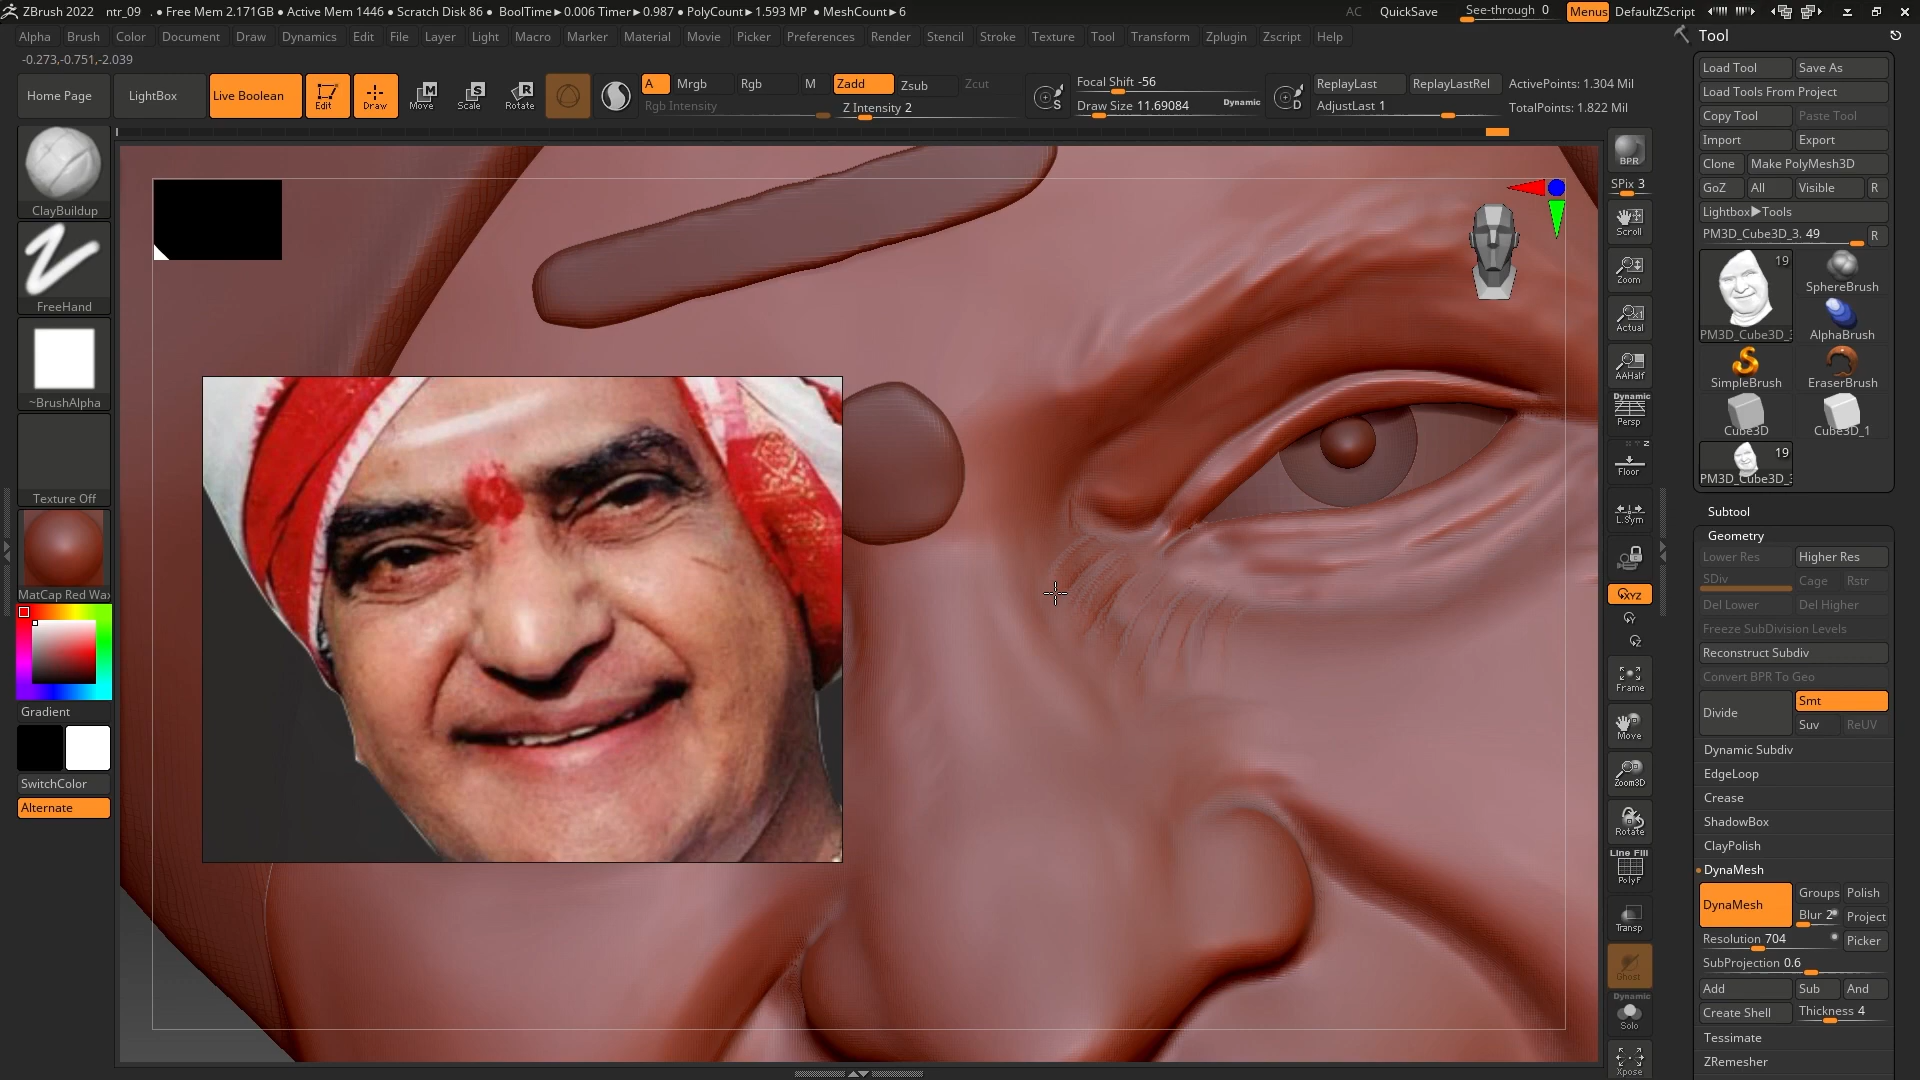 ZBrush 2022 ntr_09 . • Free Mem 2.171GB • Active Mem 1446 • Scratch Disk 86 • BoolTime►0.006 Timer►0.987 • PolyCount►1.593 MP • MeshCount►6 AC QuickSave See-through 0 Menus DefaultZScript
Alpha Brush Color Document Draw Dynamics Edit File Layer Light Macro Marker Material Movie Picker Preferences Render Stencil Stroke Texture Tool Transform Zplugin Zscript Help
-0.273,-0.751,-2.039
Home Page LightBox Live Boolean Edit Draw Move Scale Rotate
A Mrgb Rgb M Zadd Zsub Zcut
Rgb Intensity Z Intensity 2
Focal Shift -56
Draw Size 11.69084 Dynamic
S D
ReplayLast ReplayLastRel
AdjustLast 1
ActivePoints: 1.304 Mil
TotalPoints: 1.822 Mil
ClayBuildup
FreeHand
~BrushAlpha
Texture Off
MatCap Red Wax
Gradient
SwitchColor
Alternate
BPR
SPix 3
Scroll
Zoom
Actual
AAHalf
Dynamic
Persp
Floor
L.Sym
XYZ
Y
Z
Frame
Move
Zoom3D
Rotate
Line Fill
PolyF
Transp
Ghost
Dynamic
Solo
Xpose
Tool
Load Tool Save As
Load Tools From Project
Copy Tool Paste Tool
Import Export
Clone Make PolyMesh3D
GoZ All Visible R
Lightbox►Tools
PM3D_Cube3D_3. 49 R
19
SphereBrush
PM3D_Cube3D_3 AlphaBrush
SimpleBrush EraserBrush
Cube3D Cube3D_1
19
PM3D_Cube3D_3
Subtool
Geometry
Lower Res Higher Res
SDiv Cage Rstr
Del Lower Del Higher
Freeze SubDivision Levels
Reconstruct Subdiv
Convert BPR To Geo
Divide Smt
Suv ReUV
Dynamic Subdiv
EdgeLoop
Crease
ShadowBox
ClayPolish
DynaMesh
DynaMesh Groups Polish
Blur 2 Project
Resolution 704 Picker
SubProjection 0.6
Add Sub And
Create Shell Thickness 4
Tessimate
ZRemesher